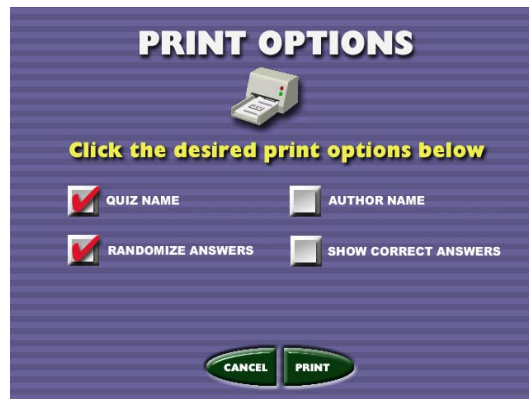 PRINT OPTIONS
Click the desired print options below
QUIZ NAME
AUTHOR NAME
RANDOMIZE ANSWERS
SHOW CORRECT ANSWERS
CANCEL
PRINT